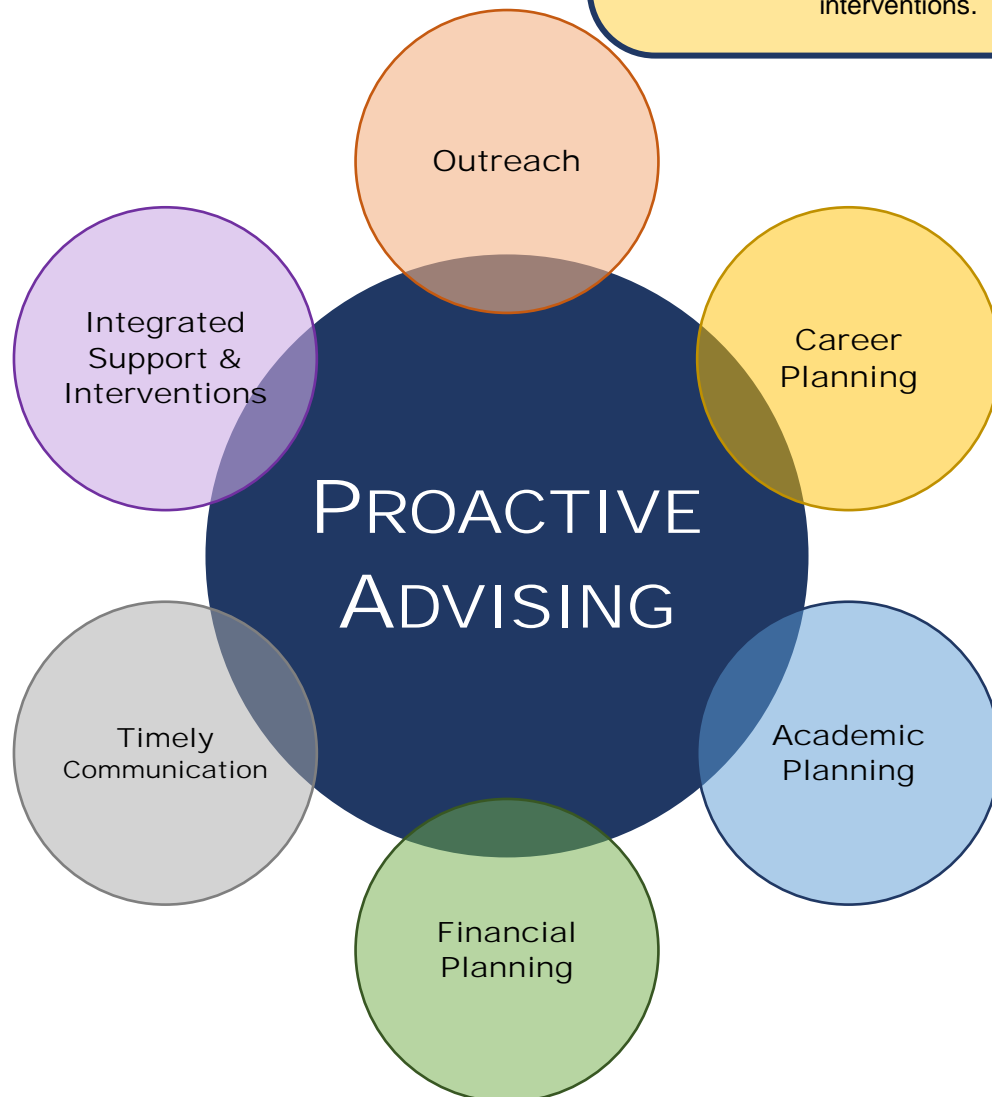 interventions.
Outreach
Integrated
Support &
Interventions
Career
Planning
PROACTIVE
ADVISING
Timely
Communication
Academic
Planning
Financial
Planning